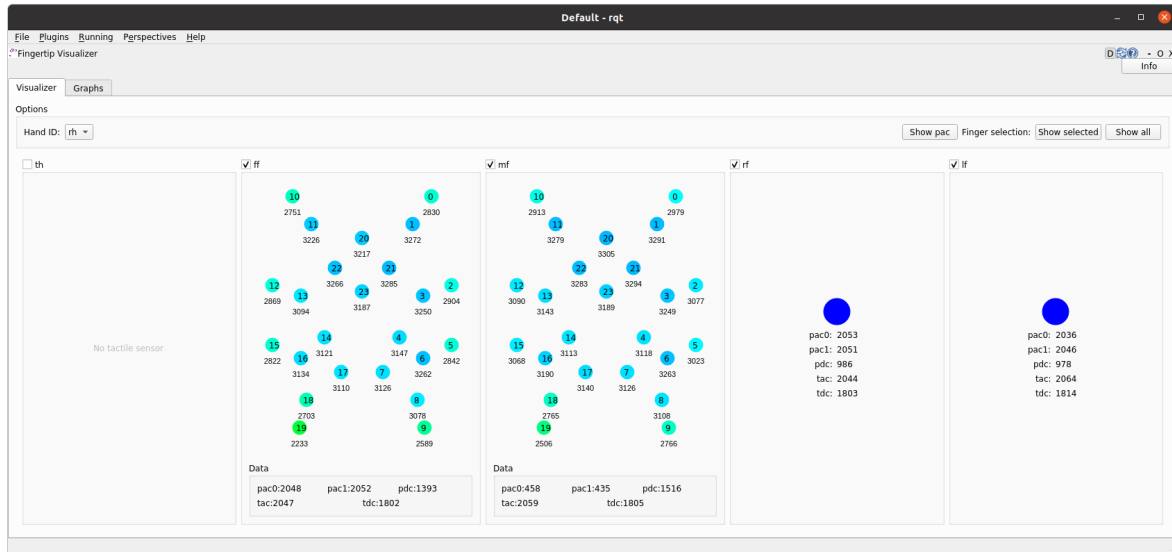 Default - rqt
File Plugins Running Perspectives Help
Fingertip Visualizer
D - O X
Info
Visualizer Graphs
Options
Hand ID: rh Show pac Finger selection: Show selected Show all
th
No tactile sensor
ff
10 0
2751 2830
11 1
3226 3272
20
3217
22 21
3266 3285
12 2
2869 2904
13 23 3
3094 3187 3250
14 4
3121 3147
15 5
2822 2842
16 6
3134 3262
17 7
3110 3126
18 8
2703 3078
19 9
2233 2589
Data
pac0:2048 pac1:2052 pdc:1393
tac:2047 tdc:1802
mf
10 0
2913 2979
11 1
3279 3291
20
3305
22 21
3283 3294
12 2
3090 3077
13 23 3
3143 3189 3249
14 4
3113 3118
15 5
3068 3023
16 6
3190 3263
17 7
3140 3126
18 8
2765 3108
19 9
2506 2766
Data
pac0:458 pac1:435 pdc:1516
tac:2059 tdc:1805
rf
pac0: 2053
pac1: 2051
pdc: 986
tac: 2044
tdc: 1803
lf
pac0: 2036
pac1: 2046
pdc: 978
tac: 2064
tdc: 1814